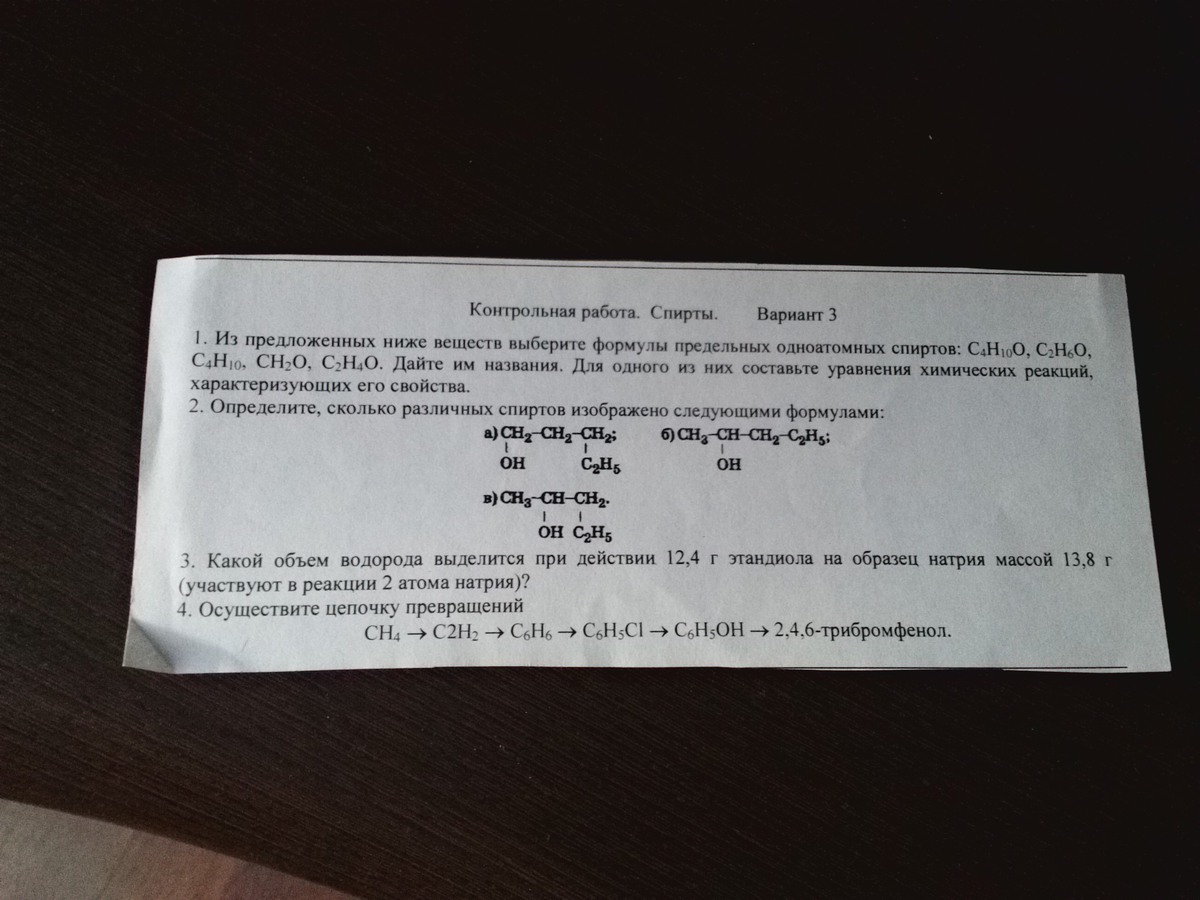 Контрольная работа. Спирты. Вариант 3
1. Из предложенных ниже веществ выберите формулы предельных одноатомных спиртов: C₄H₁₀O, C₂H₆O,
C₄H₁₀, CH₂O, C₂H₄O. Дайте им названия. Для одного из них составьте уравнения химических реакций,
характеризующих его свойства.
2. Определите, сколько различных спиртов изображено следующими формулами:
а) CH₂–CH₂–CH₂; б) CH₃–CH–CH₂–C₂H₅;
OH C₂H₅ OH
в) CH₃–CH–CH₂.
OH C₂H₅
3. Какой объем водорода выделится при действии 12,4 г этандиола на образец натрия массой 13,8 г
(участвуют в реакции 2 атома натрия)?
4. Осуществите цепочку превращений
CH₄ → C2H₂ → C₆H₆ → C₆H₅Cl → C₆H₅OH → 2,4,6-трибромфенол.